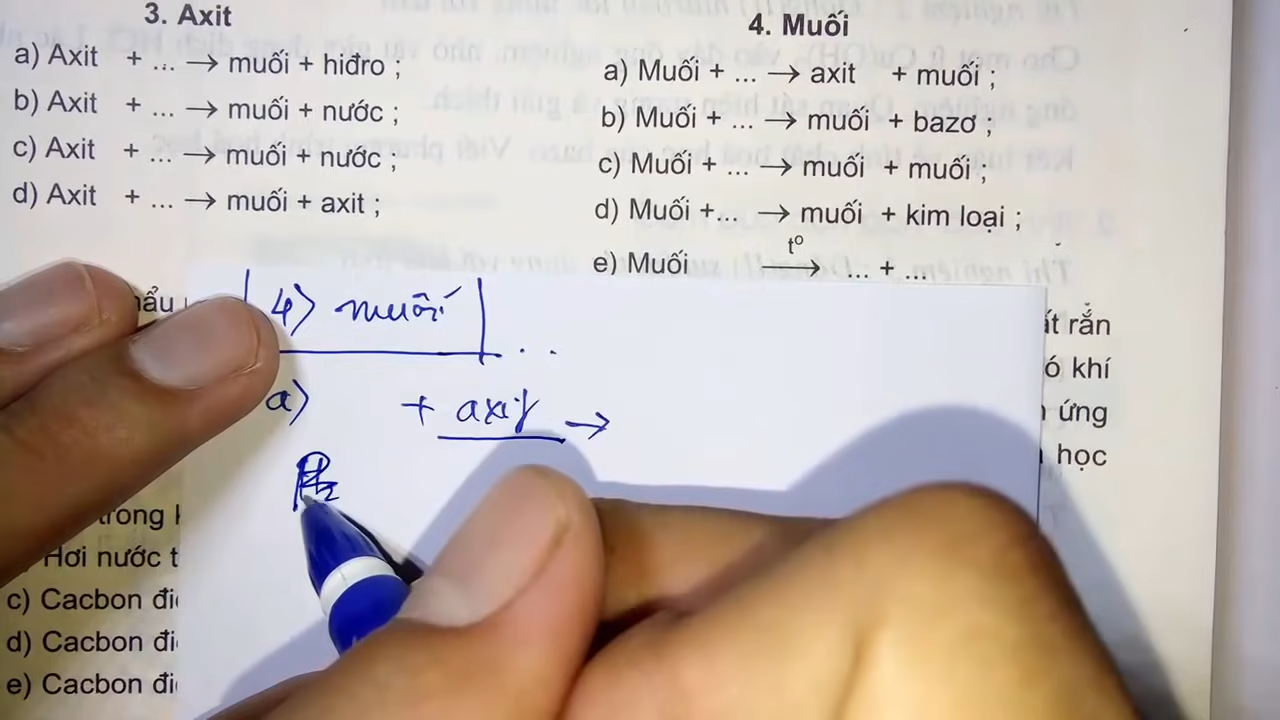 3. Axit
a) Axit + ... → muối + hiđro ;
b) Axit + ... → muối + nước ;
c) Axit + ... → muối + nước ;
d) Axit + ... → muối + axit ;
4. Muối
a) Muối + ... → axit + muối ;
b) Muối + ... → muối + bazơ ;
c) Muối + ... → muối + muối ;
d) Muối +... → muối + kim loại ;
e) Muối t° → ... + ...
4) muối
a) + axit →
ất rắn
ó khí
ứng
học
trong
Hơi nước t
c) Cacbon đi
d) Cacbon đi
e) Cacbon đi